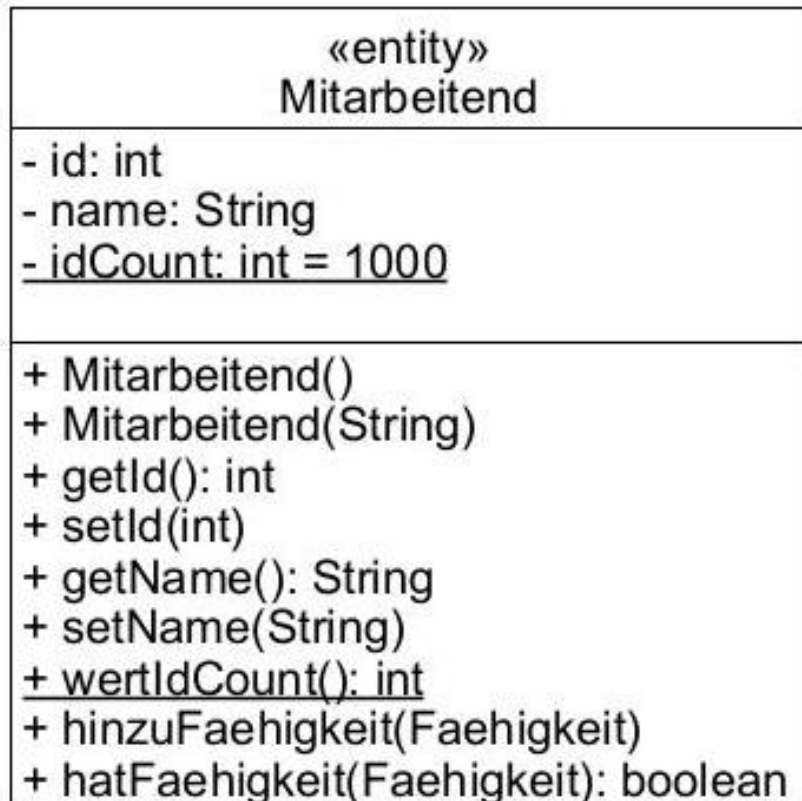 «entity»
Mitarbeitend
- id: int
- name: String
- idCount: int = 1000
+ Mitarbeitend()
+ Mitarbeitend(String)
+ getId(): int
+ setId(int)
+ getName(): String
+ setName(String)
+ wertIdCount(): int
+ hinzuFaehigkeit(Faehigkeit)
+ hatFaehigkeit(Faehigkeit): boolean